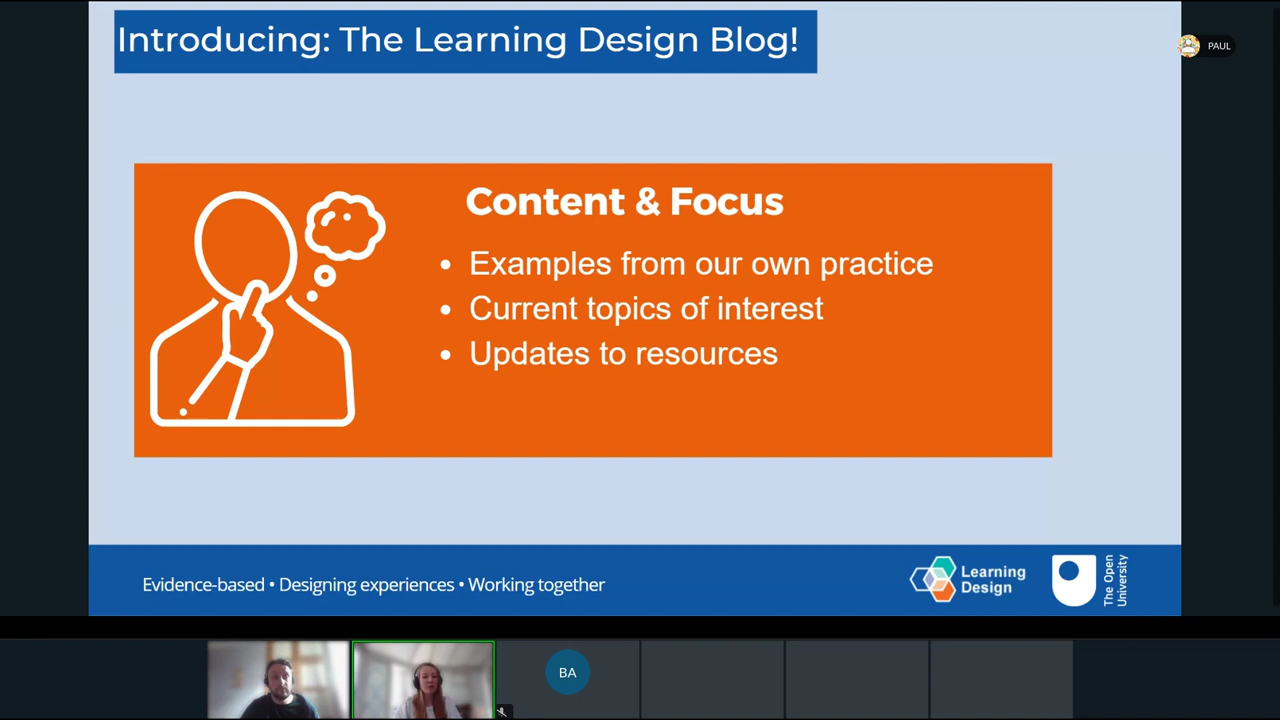 Introducing: The Learning Design Blog!
PAUL
Content & Focus
• Examples from our own practice
• Current topics of interest
• Updates to resources
Evidence-based • Designing experiences • Working together
Learning
Design
The Open
University
BA